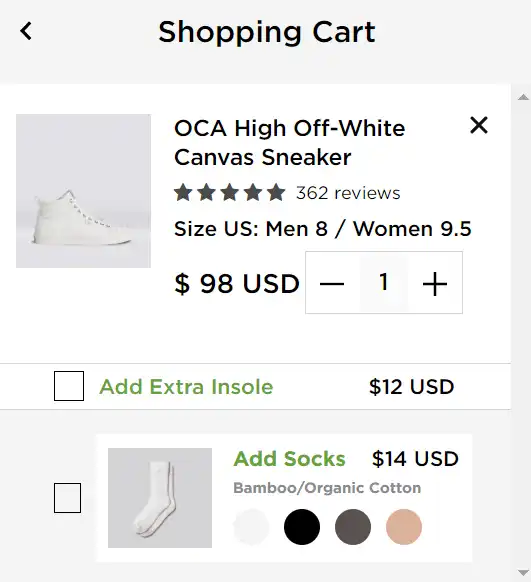 Shopping Cart
OCA High Off-White
Canvas Sneaker
362 reviews
Size US: Men 8 / Women 9.5
$ 98 USD
1
Add Extra Insole $12 USD
Add Socks $14 USD
Bamboo/Organic Cotton